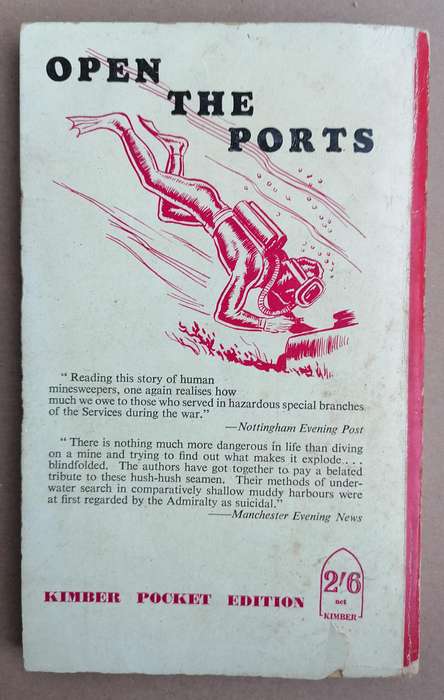 OPEN
THE
PORTS
“ Reading this story of human
minesweepers, one again realises how
much we owe to those who served in hazardous special branches
of the Services during the war.”
—Nottingham Evening Post
“ There is nothing much more dangerous in life than diving
on a mine and trying to find out what makes it explode . . .
blindfolded. The authors have got together to pay a belated
tribute to these hush-hush seamen. Their methods of under-
water search in comparatively shallow muddy harbours were
at first regarded by the Admiralty as suicidal.”
——Manchester Evening News
KIMBER POCKET EDITION
2/6
net
KIMBER